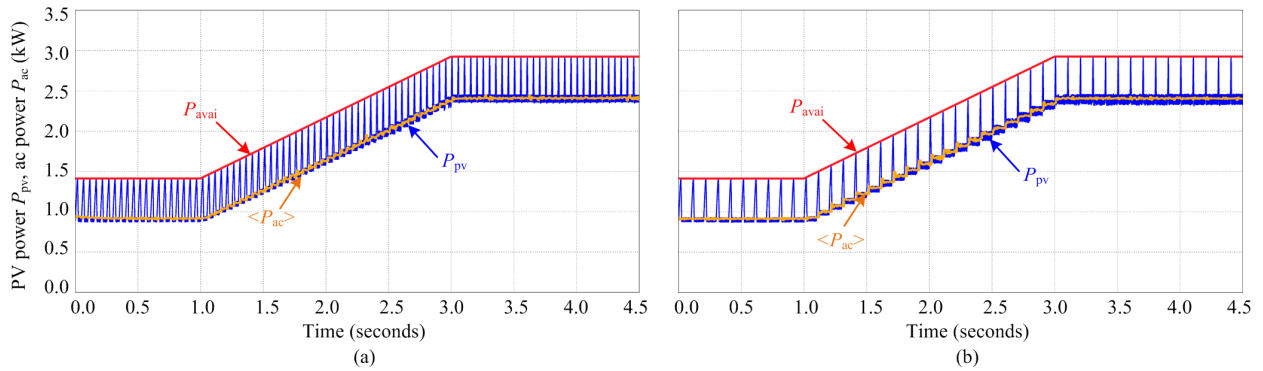 PV power Ppv, ac power Pac (kW)
3.5
3.0
2.5
2.0
1.5
1.0
0.5
0.0
Pavai
Ppv
<Pac>
0.0 0.5 1.0 1.5 2.0 2.5 3.0 3.5 4.0 4.5
Time (seconds)
(a)
Pavai
Ppv
<Pac>
0.0 0.5 1.0 1.5 2.0 2.5 3.0 3.5 4.0 4.5
Time (seconds)
(b)